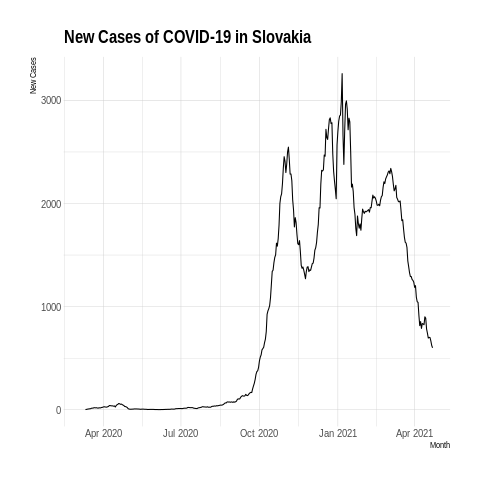 New Cases of COVID-19 in Slovakia
New Cases
3000
2000
1000
0
Apr 2020 Jul 2020 Oct 2020 Jan 2021 Apr 2021
Month